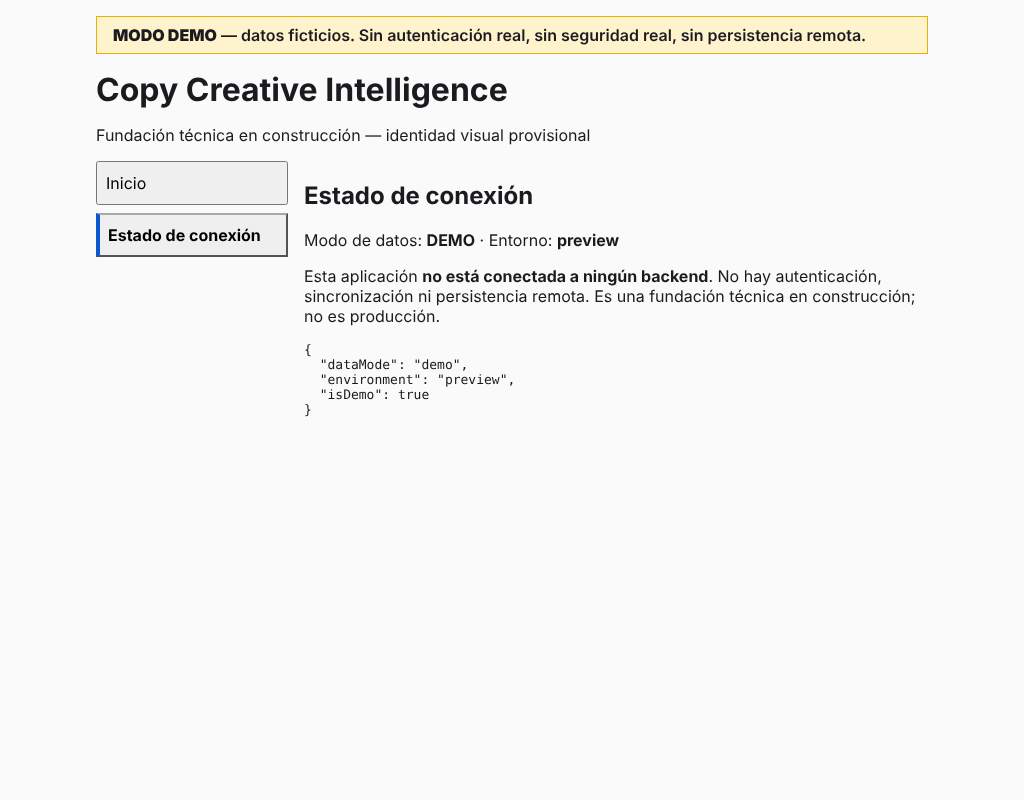 MODO DEMO — datos ficticios. Sin autenticación real, sin seguridad real, sin persistencia remota.
Copy Creative Intelligence
Fundación técnica en construcción — identidad visual provisional
Inicio
Estado de conexión
Estado de conexión
Modo de datos: DEMO · Entorno: preview
Esta aplicación no está conectada a ningún backend. No hay autenticación,
sincronización ni persistencia remota. Es una fundación técnica en construcción;
no es producción.
{
  "dataMode": "demo",
  "environment": "preview",
  "isDemo": true
}